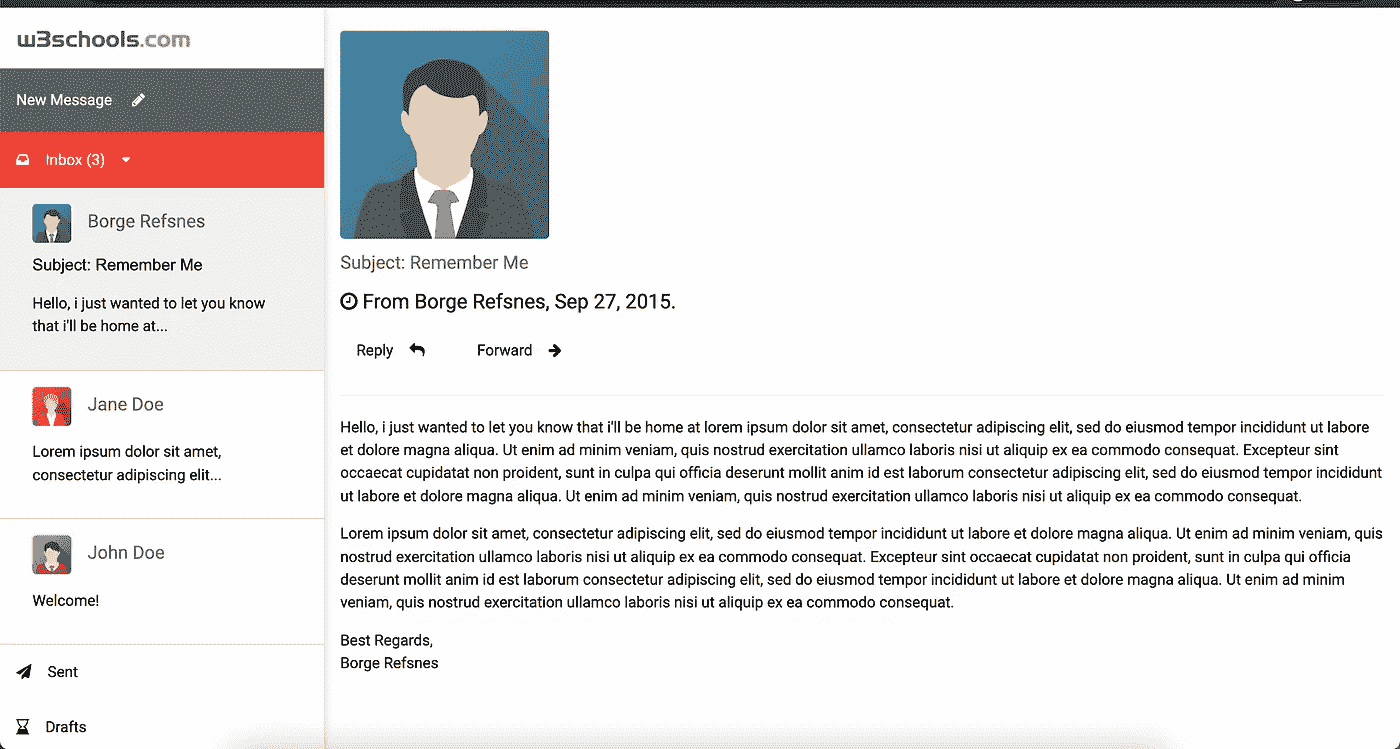 w3schools.com
New Message
Inbox (3)
Borge Refsnes
Subject: Remember Me
Hello, i just wanted to let you know
that i'll be home at...
Jane Doe
Lorem ipsum dolor sit amet,
consectetur adipiscing elit...
John Doe
Welcome!
Sent
Drafts
Subject: Remember Me
From Borge Refsnes, Sep 27, 2015.
Reply Forward
Hello, i just wanted to let you know that i'll be home at lorem ipsum dolor sit amet, consectetur adipiscing elit, sed do eiusmod tempor incididunt ut labore
et dolore magna aliqua. Ut enim ad minim veniam, quis nostrud exercitation ullamco laboris nisi ut aliquip ex ea commodo consequat. Excepteur sint
occaecat cupidatat non proident, sunt in culpa qui officia deserunt mollit anim id est laborum consectetur adipiscing elit, sed do eiusmod tempor incididunt
ut labore et dolore magna aliqua. Ut enim ad minim veniam, quis nostrud exercitation ullamco laboris nisi ut aliquip ex ea commodo consequat.
Lorem ipsum dolor sit amet, consectetur adipiscing elit, sed do eiusmod tempor incididunt ut labore et dolore magna aliqua. Ut enim ad minim veniam, quis
nostrud exercitation ullamco laboris nisi ut aliquip ex ea commodo consequat. Excepteur sint occaecat cupidatat non proident, sunt in culpa qui officia
deserunt mollit anim id est laborum consectetur adipiscing elit, sed do eiusmod tempor incididunt ut labore et dolore magna aliqua. Ut enim ad minim
veniam, quis nostrud exercitation ullamco laboris nisi ut aliquip ex ea commodo consequat.
Best Regards,
Borge Refsnes